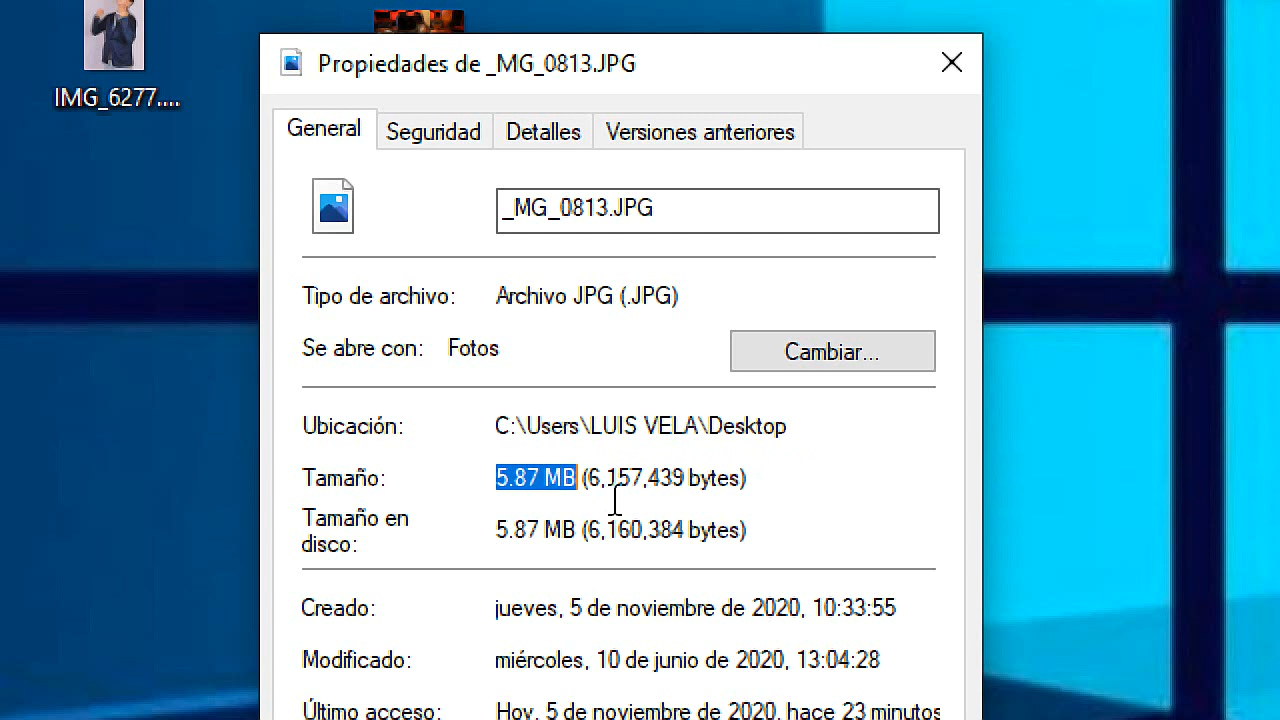 IMG_6277....
Propiedades de _MG_0813.JPG
General Seguridad Detalles Versiones anteriores
_MG_0813.JPG
Tipo de archivo: Archivo JPG (.JPG)
Se abre con: Fotos Cambiar...
Ubicación: C:\Users\LUIS VELA\Desktop
Tamaño: 5.87 MB (6,157,439 bytes)
Tamaño en
disco: 5.87 MB (6,160,384 bytes)
Creado: jueves, 5 de noviembre de 2020, 10:33:55
Modificado: miércoles, 10 de junio de 2020, 13:04:28
Último acceso: Hoy, 5 de noviembre de 2020, hace 23 minutos